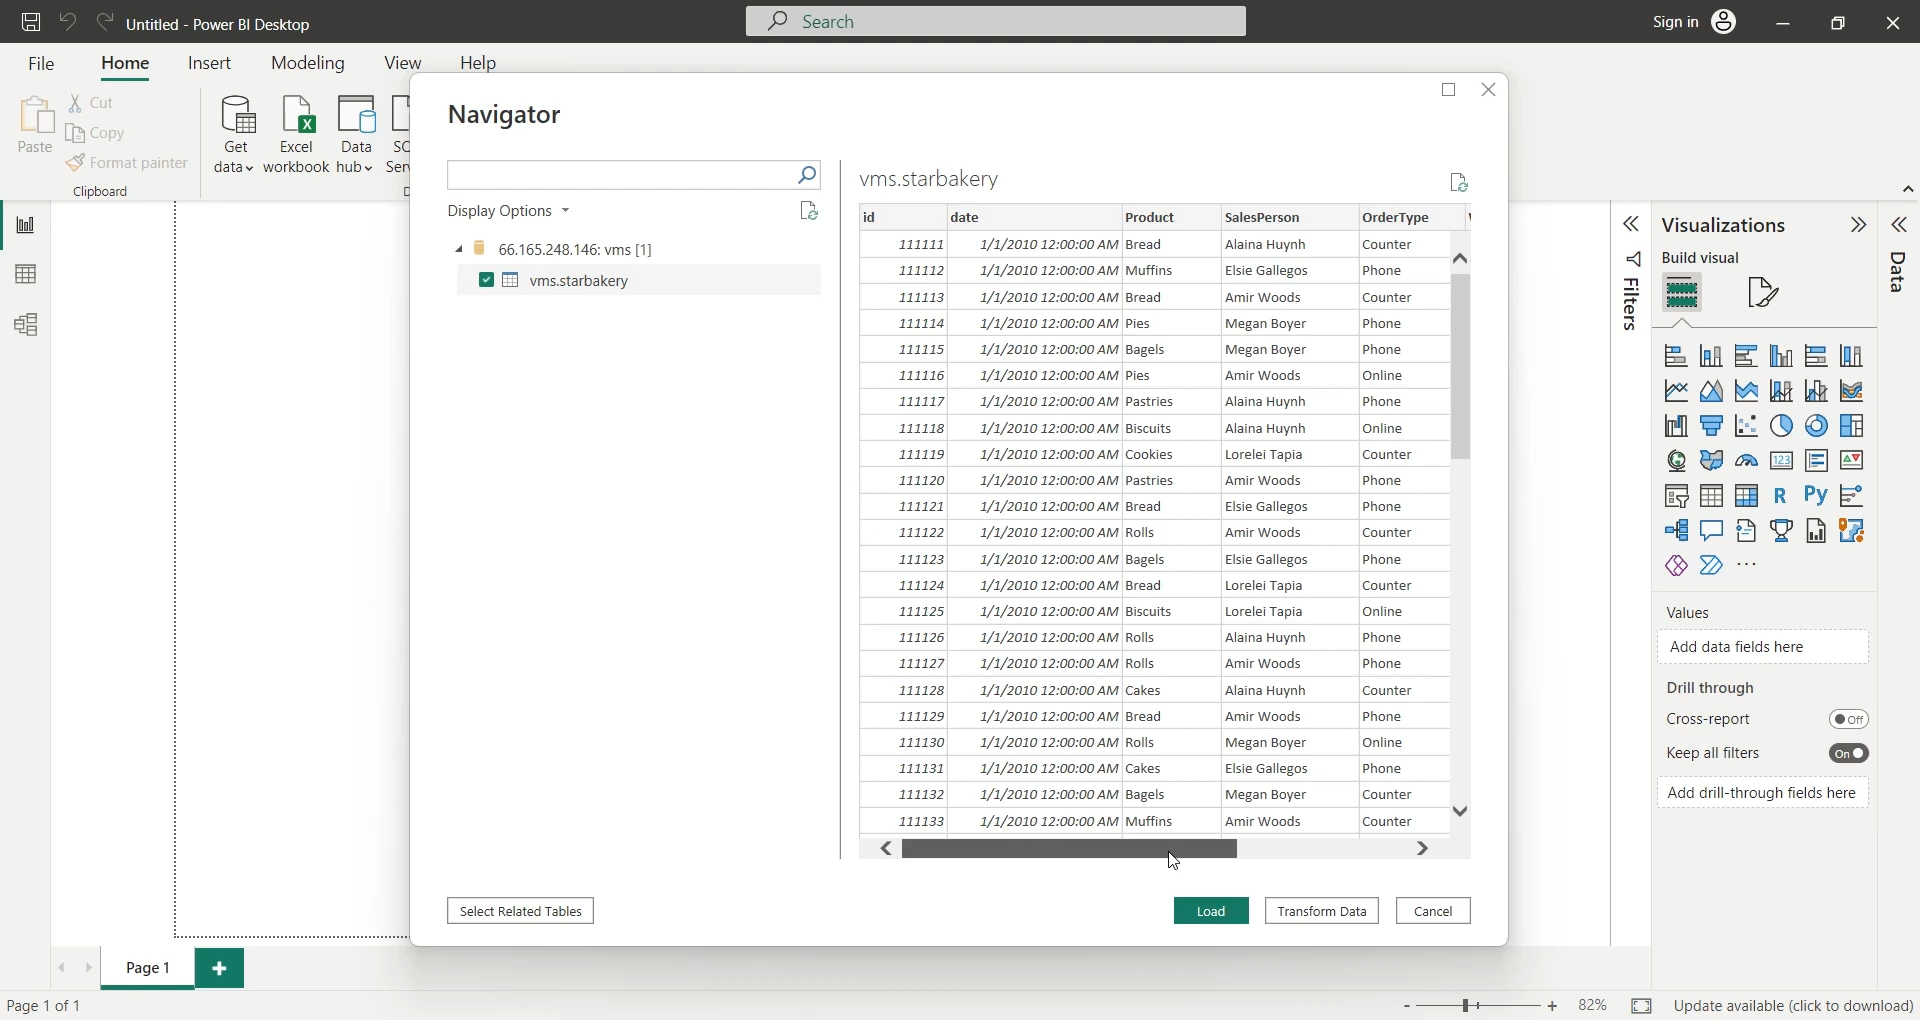 Untitled - Power BI Desktop
Search
Sign in
File Home Insert Modeling View Help
Paste
Cut
Copy
Format painter
Clipboard
Get data
Excel workbook
Data hub
Navigator
Display Options
66.165.248.146: vms [1]
vms.starbakery
vms.starbakery
id date Product SalesPerson OrderType
111111 1/1/2010 12:00:00 AM Bread Alaina Huynh Counter
111112 1/1/2010 12:00:00 AM Muffins Elsie Gallegos Phone
111113 1/1/2010 12:00:00 AM Bread Amir Woods Counter
111114 1/1/2010 12:00:00 AM Pies Megan Boyer Phone
111115 1/1/2010 12:00:00 AM Bagels Megan Boyer Phone
111116 1/1/2010 12:00:00 AM Pies Amir Woods Online
111117 1/1/2010 12:00:00 AM Pastries Alaina Huynh Phone
111118 1/1/2010 12:00:00 AM Biscuits Alaina Huynh Online
111119 1/1/2010 12:00:00 AM Cookies Lorelei Tapia Counter
111120 1/1/2010 12:00:00 AM Pastries Amir Woods Phone
111121 1/1/2010 12:00:00 AM Bread Elsie Gallegos Phone
111122 1/1/2010 12:00:00 AM Rolls Amir Woods Counter
111123 1/1/2010 12:00:00 AM Bagels Elsie Gallegos Phone
111124 1/1/2010 12:00:00 AM Bread Lorelei Tapia Counter
111125 1/1/2010 12:00:00 AM Biscuits Lorelei Tapia Online
111126 1/1/2010 12:00:00 AM Rolls Alaina Huynh Phone
111127 1/1/2010 12:00:00 AM Rolls Amir Woods Phone
111128 1/1/2010 12:00:00 AM Cakes Alaina Huynh Counter
111129 1/1/2010 12:00:00 AM Bread Amir Woods Phone
111130 1/1/2010 12:00:00 AM Rolls Megan Boyer Online
111131 1/1/2010 12:00:00 AM Cakes Elsie Gallegos Phone
111132 1/1/2010 12:00:00 AM Bagels Megan Boyer Counter
111133 1/1/2010 12:00:00 AM Muffins Amir Woods Counter
Select Related Tables
Load
Transform Data
Cancel
Filters
Visualizations
Build visual
123
R
Py
Values
Add data fields here
Drill through
Cross-report Off
Keep all filters On
Add drill-through fields here
Data
Page 1
Page 1 of 1
82%
Update available (click to download)